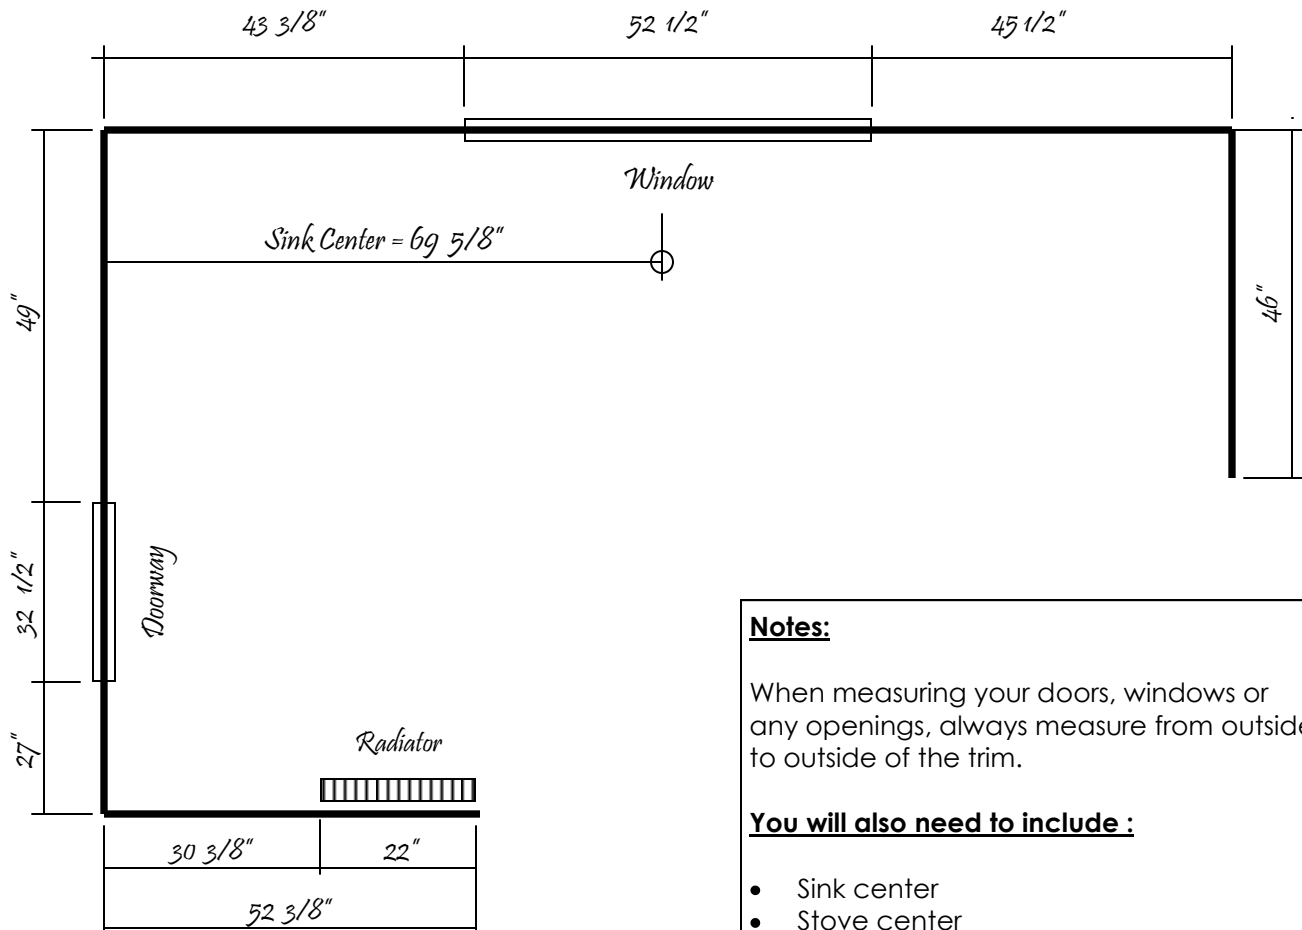 43 3/8"
52 1/2"
45 1/2"
Window
Sink Center = 69 5/8"
49"
46"
32 1/2"
Doorway
27"
Radiator
30 3/8"
22"
52 3/8"
Notes:
When measuring your doors, windows or
any openings, always measure from outside
to outside of the trim.
You will also need to include :
• Sink center
• Stove center